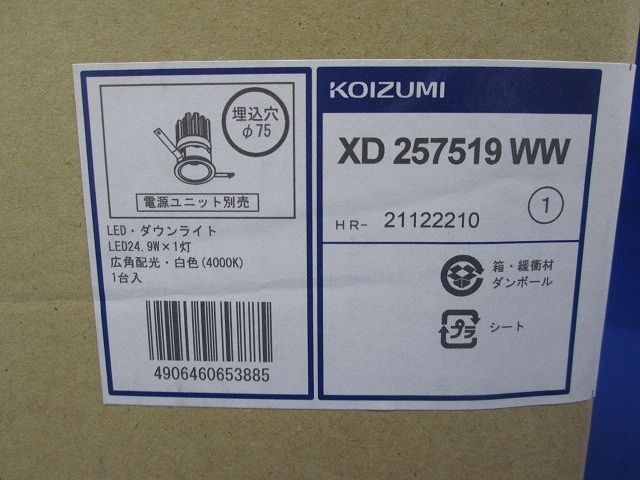 埋込穴
φ75
電源ユニット別売
LED・ダウンライト
LED24.9W×1灯
広角配光・白色(4000K)
1台入
4906460653885
KOIZUMI
XD 257519 WW
HR- 21122210
1
箱・緩衝材
ダンボール
プラ
シート